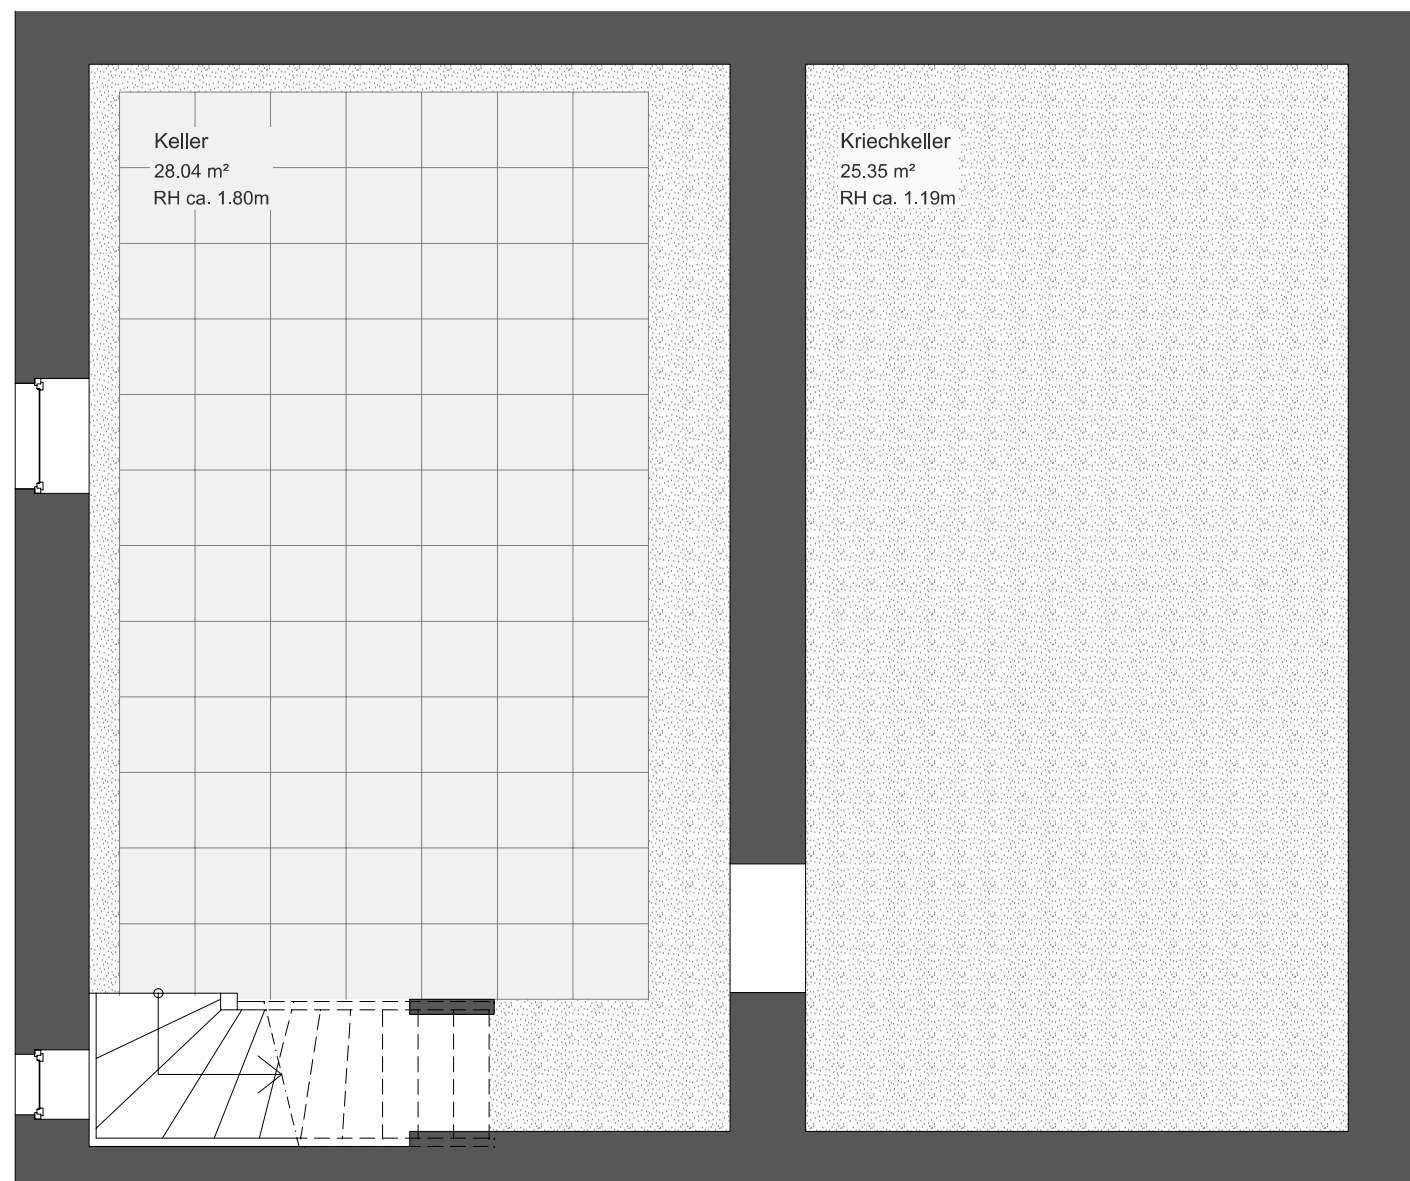 Keller
28.04 m²
RH ca. 1.80m
Kriechkeller
25.35 m²
RH ca. 1.19m